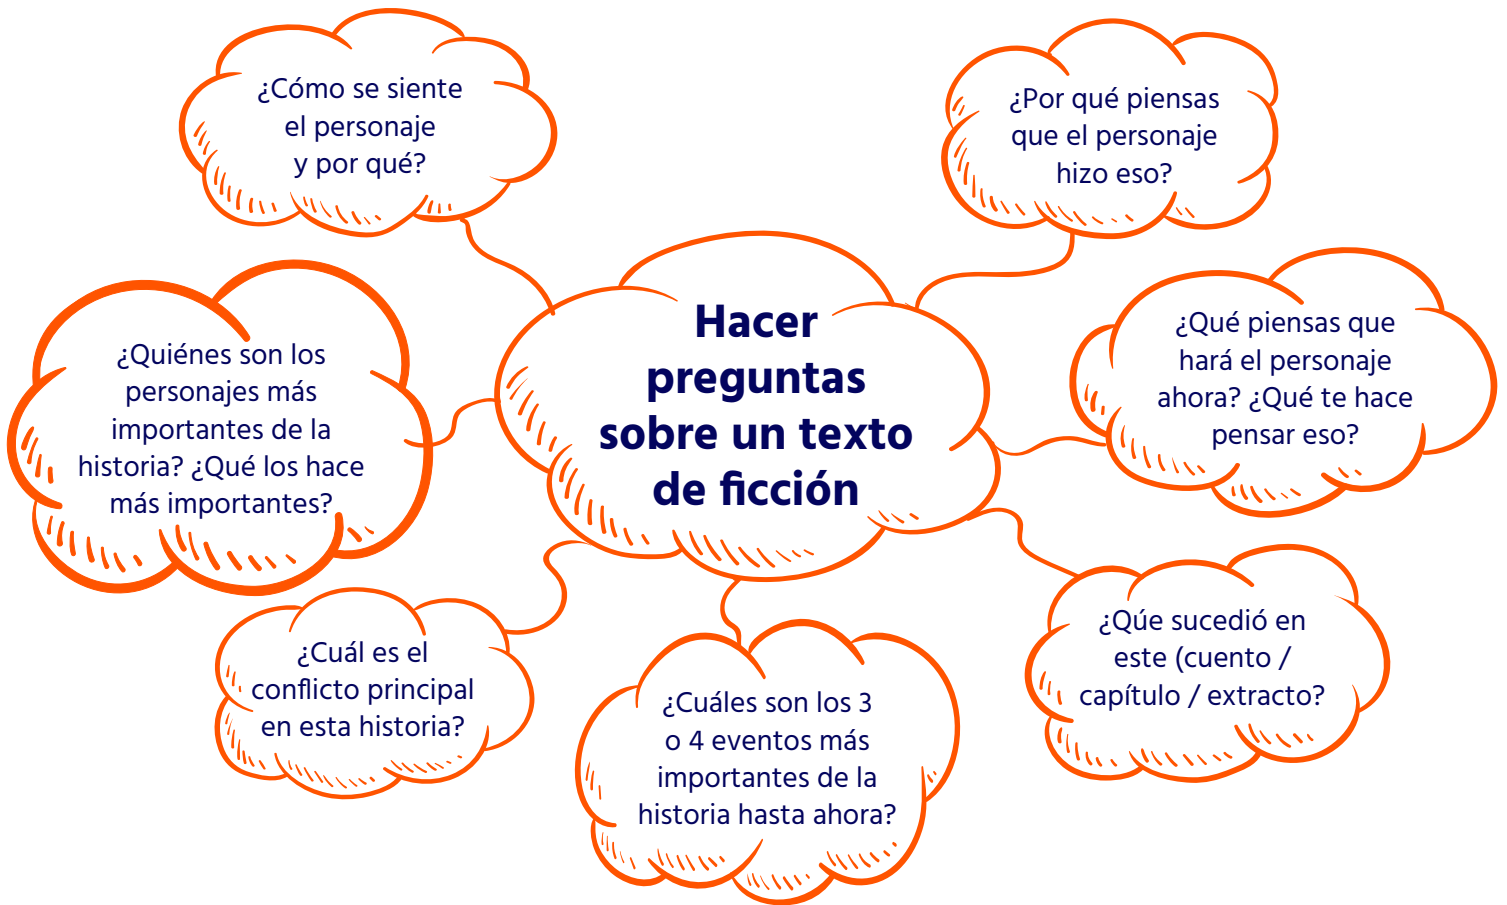 ¿Cómo se siente
el personaje
y por qué?
¿Por qué piensas
que el personaje
hizo eso?
Hacer
preguntas
sobre un texto
de ficción
¿Quiénes son los
personajes más
importantes de la
historia? ¿Qué los hace
más importantes?
¿Qué piensas que
hará el personaje
ahora? ¿Qué te hace
pensar eso?
¿Cuál es el
conflicto principal
en esta historia?
¿Cuáles son los 3
o 4 eventos más
importantes de la
historia hasta ahora?
¿Qúe sucedió en
este (cuento /
capítulo / extracto?